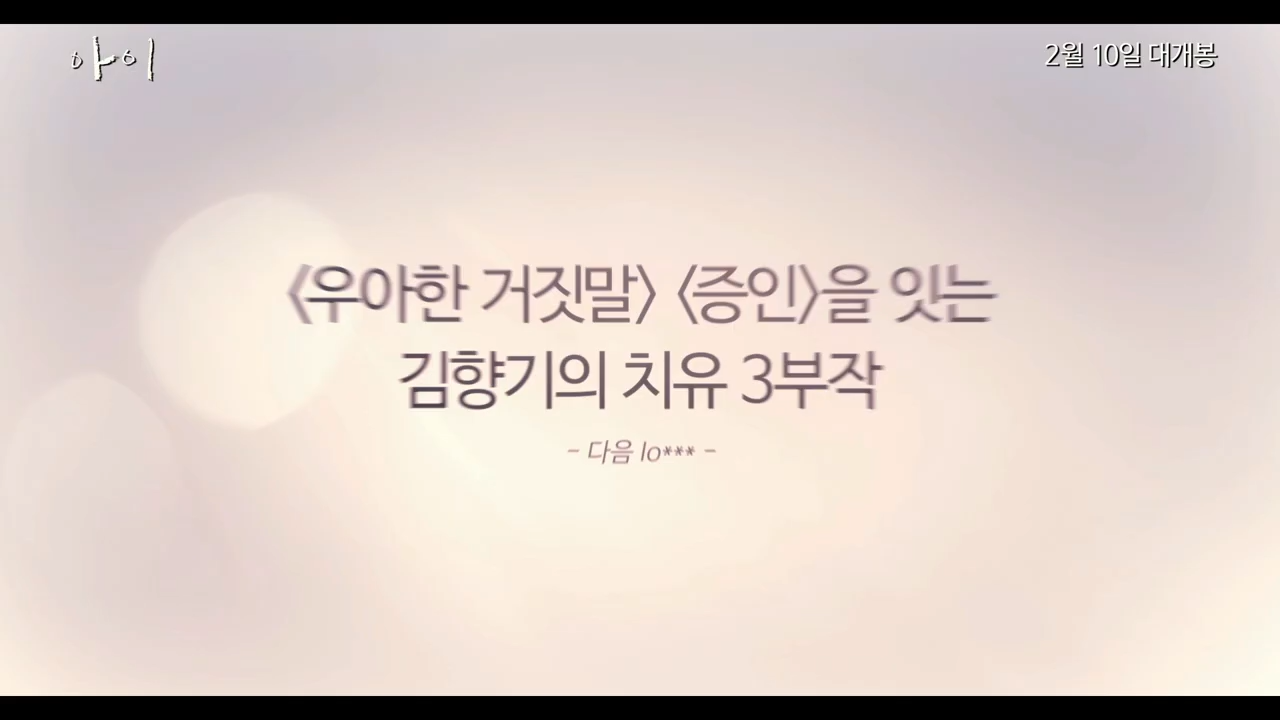 아이
2월 10일 대개봉
〈우아한 거짓말〉 〈증인〉을 잇는
김향기의 치유 3부작
- 다음 lo*** -